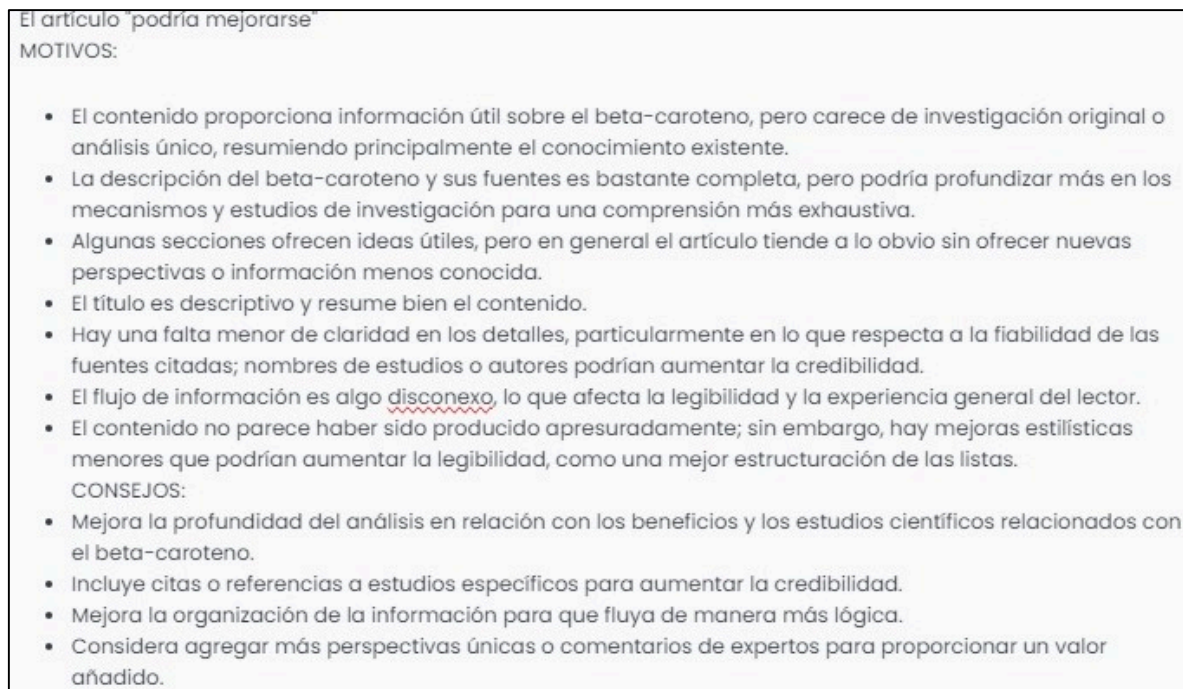 El artículo "podría mejorarse"
MOTIVOS:
• El contenido proporciona información útil sobre el beta-caroteno, pero carece de investigación original o
análisis único, resumiendo principalmente el conocimiento existente.
• La descripción del beta-caroteno y sus fuentes es bastante completa, pero podría profundizar más en los
mecanismos y estudios de investigación para una comprensión más exhaustiva.
• Algunas secciones ofrecen ideas útiles, pero en general el artículo tiende a lo obvio sin ofrecer nuevas
perspectivas o información menos conocida.
• El título es descriptivo y resume bien el contenido.
• Hay una falta menor de claridad en los detalles, particularmente en lo que respecta a la fiabilidad de las
fuentes citadas; nombres de estudios o autores podrían aumentar la credibilidad.
• El flujo de información es algo disconexo, lo que afecta la legibilidad y la experiencia general del lector.
• El contenido no parece haber sido producido apresuradamente; sin embargo, hay mejoras estilísticas
menores que podrían aumentar la legibilidad, como una mejor estructuración de las listas.
CONSEJOS:
• Mejora la profundidad del análisis en relación con los beneficios y los estudios científicos relacionados con
el beta-caroteno.
• Incluye citas o referencias a estudios específicos para aumentar la credibilidad.
• Mejora la organización de la información para que fluya de manera más lógica.
• Considera agregar más perspectivas únicas o comentarios de expertos para proporcionar un valor
añadido.